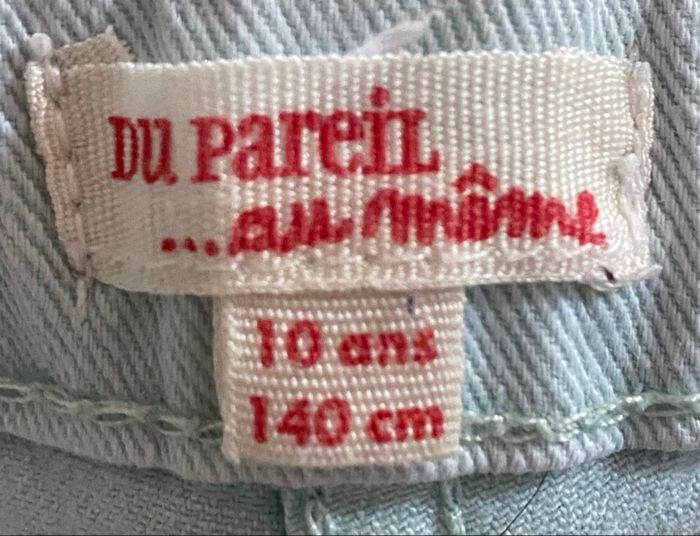 DU PAREIL
...au même
10 ans
140 cm